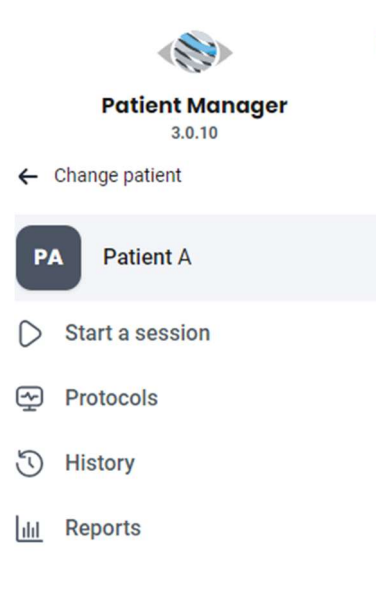 Patient Manager
3.0.10
Change patient
PA
Patient A
Start a session
Protocols
History
Reports